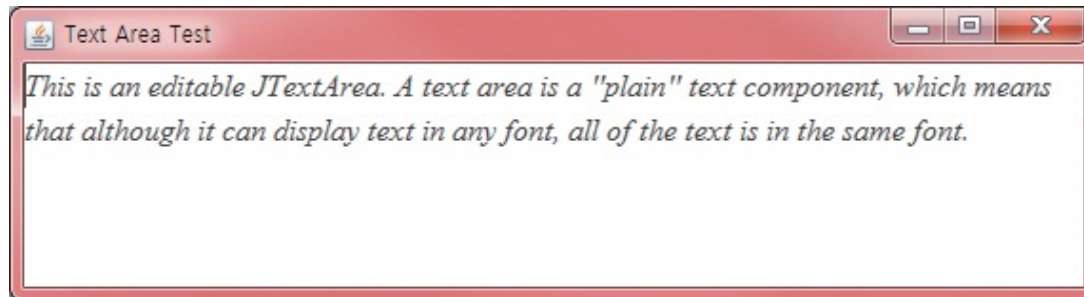 Text Area Test
This is an editable JTextArea. A text area is a "plain" text component, which means
that although it can display text in any font, all of the text is in the same font.